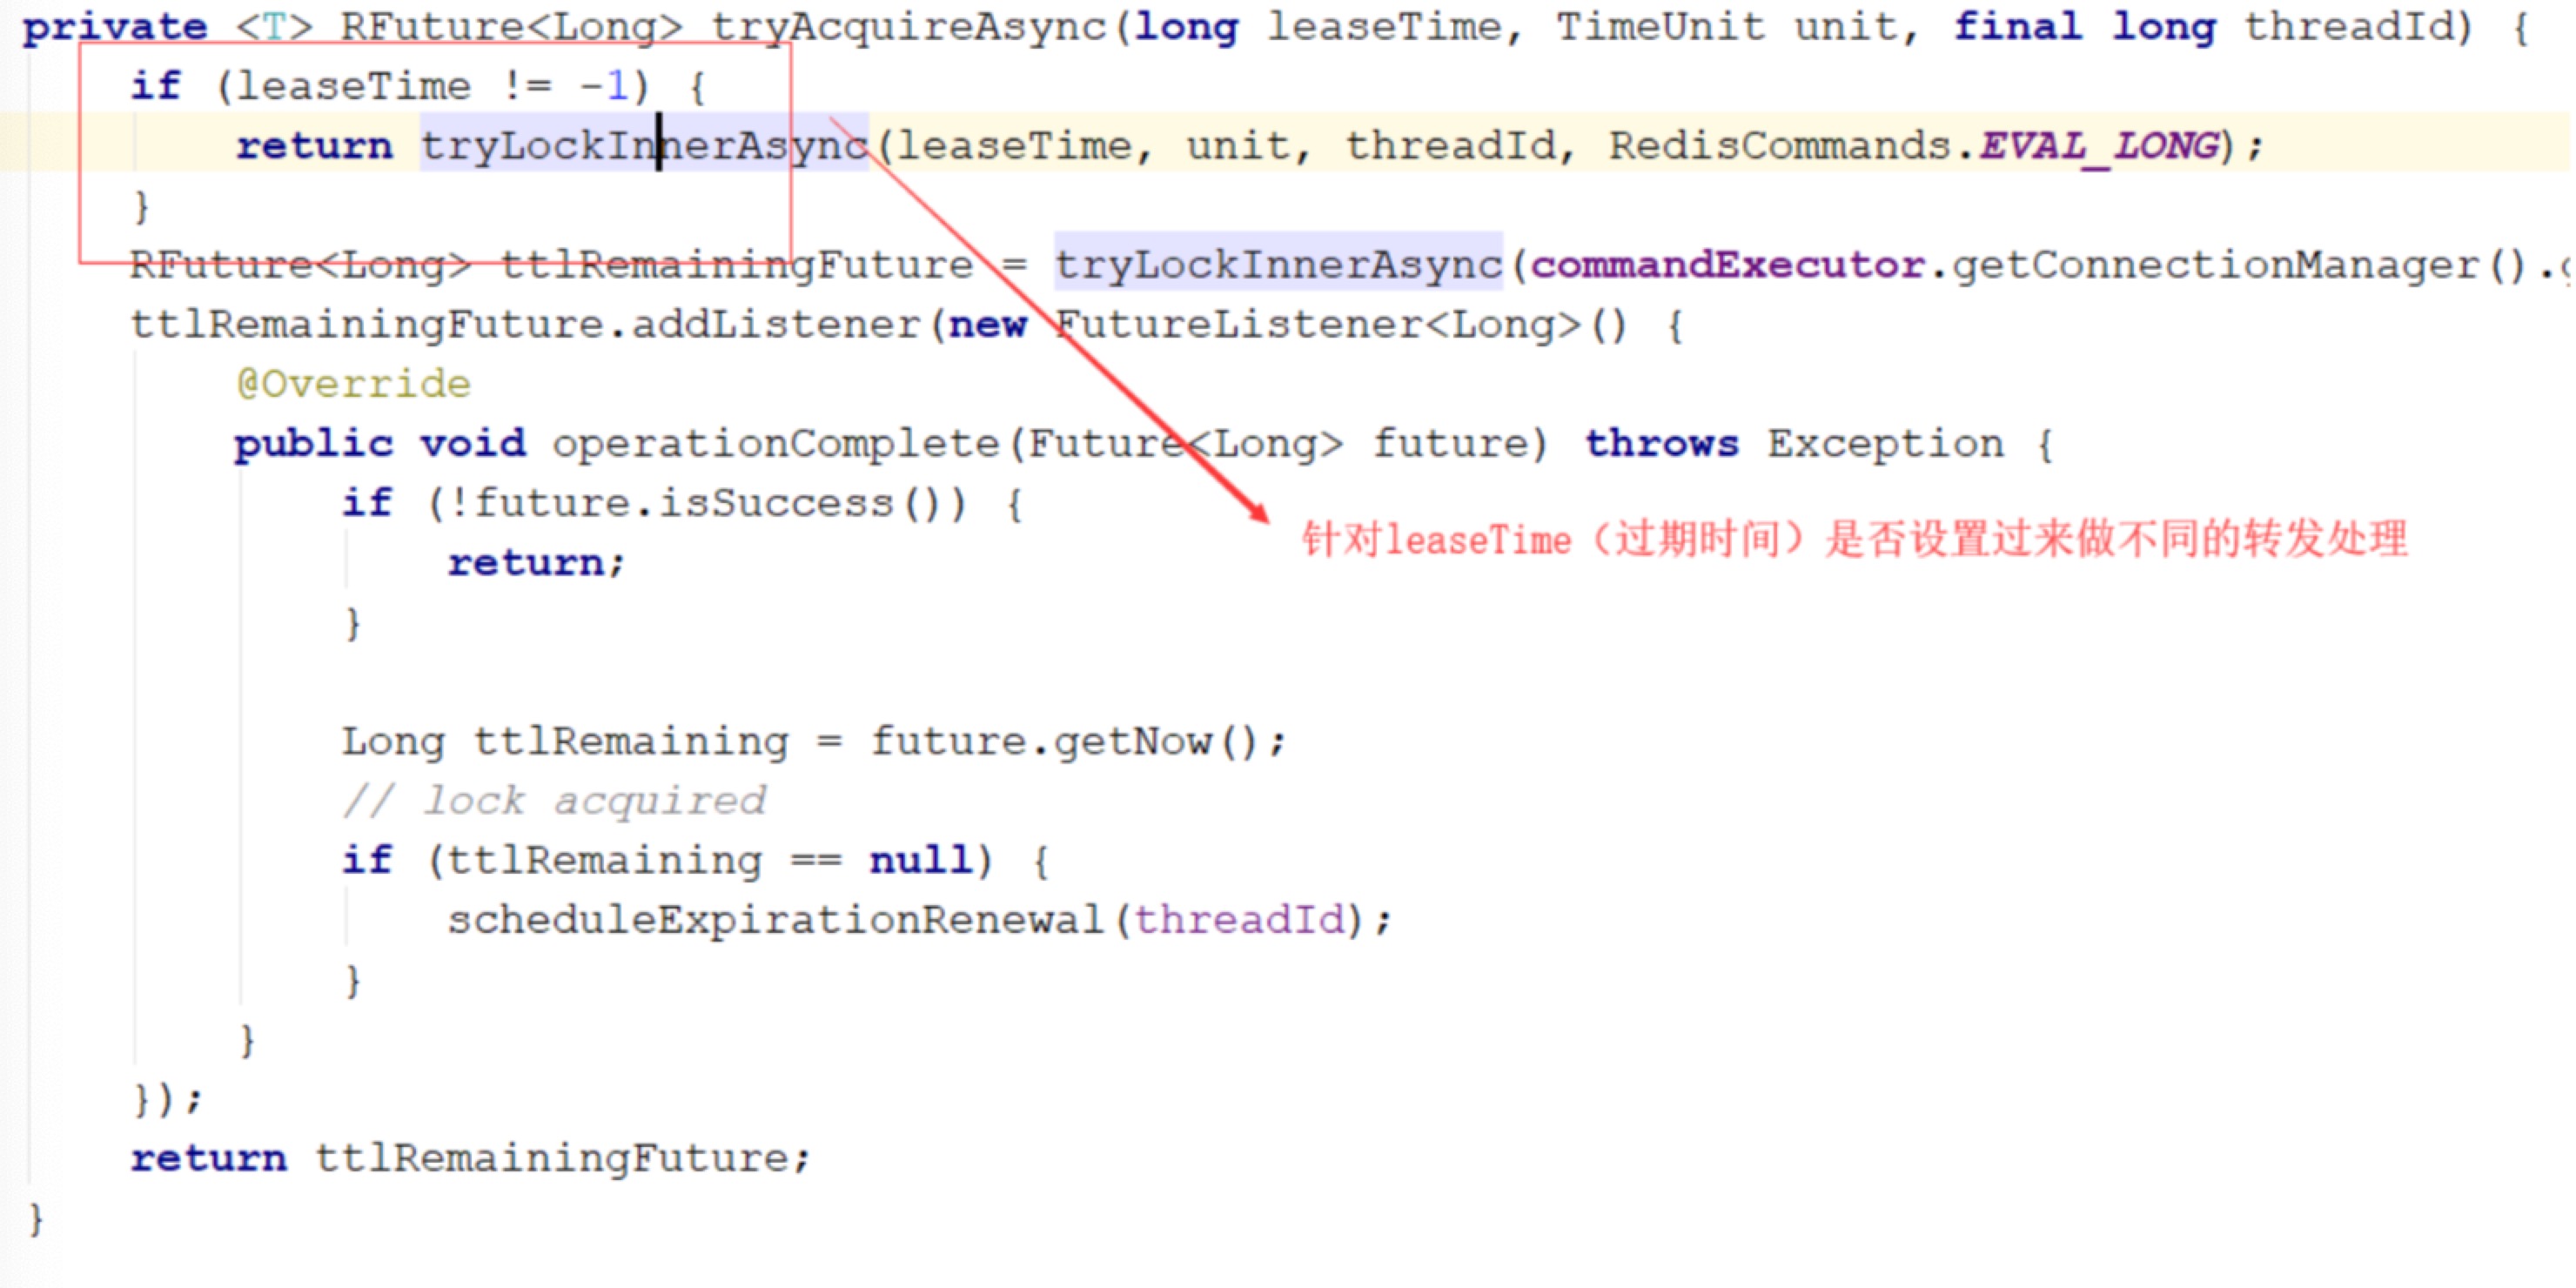 private <T> RFuture<Long> tryAcquireAsync(long leaseTime, TimeUnit unit, final long threadId) {
if (leaseTime != -1) {
return tryLockInnerAsync(leaseTime, unit, threadId, RedisCommands.EVAL_LONG);
}
RFuture<Long> ttlRemainingFuture = tryLockInnerAsync(commandExecutor.getConnectionManager().
ttlRemainingFuture.addListener(new FutureListener<Long>() {
@Override
public void operationComplete(Future<Long> future) throws Exception {
if (!future.isSuccess()) {
针对leaseTime（过期时间）是否设置过来做不同的转发处理
return;
}
Long ttlRemaining = future.getNow();
// lock acquired
if (ttlRemaining == null) {
scheduleExpirationRenewal(threadId);
}
}
});
return ttlRemainingFuture;
}